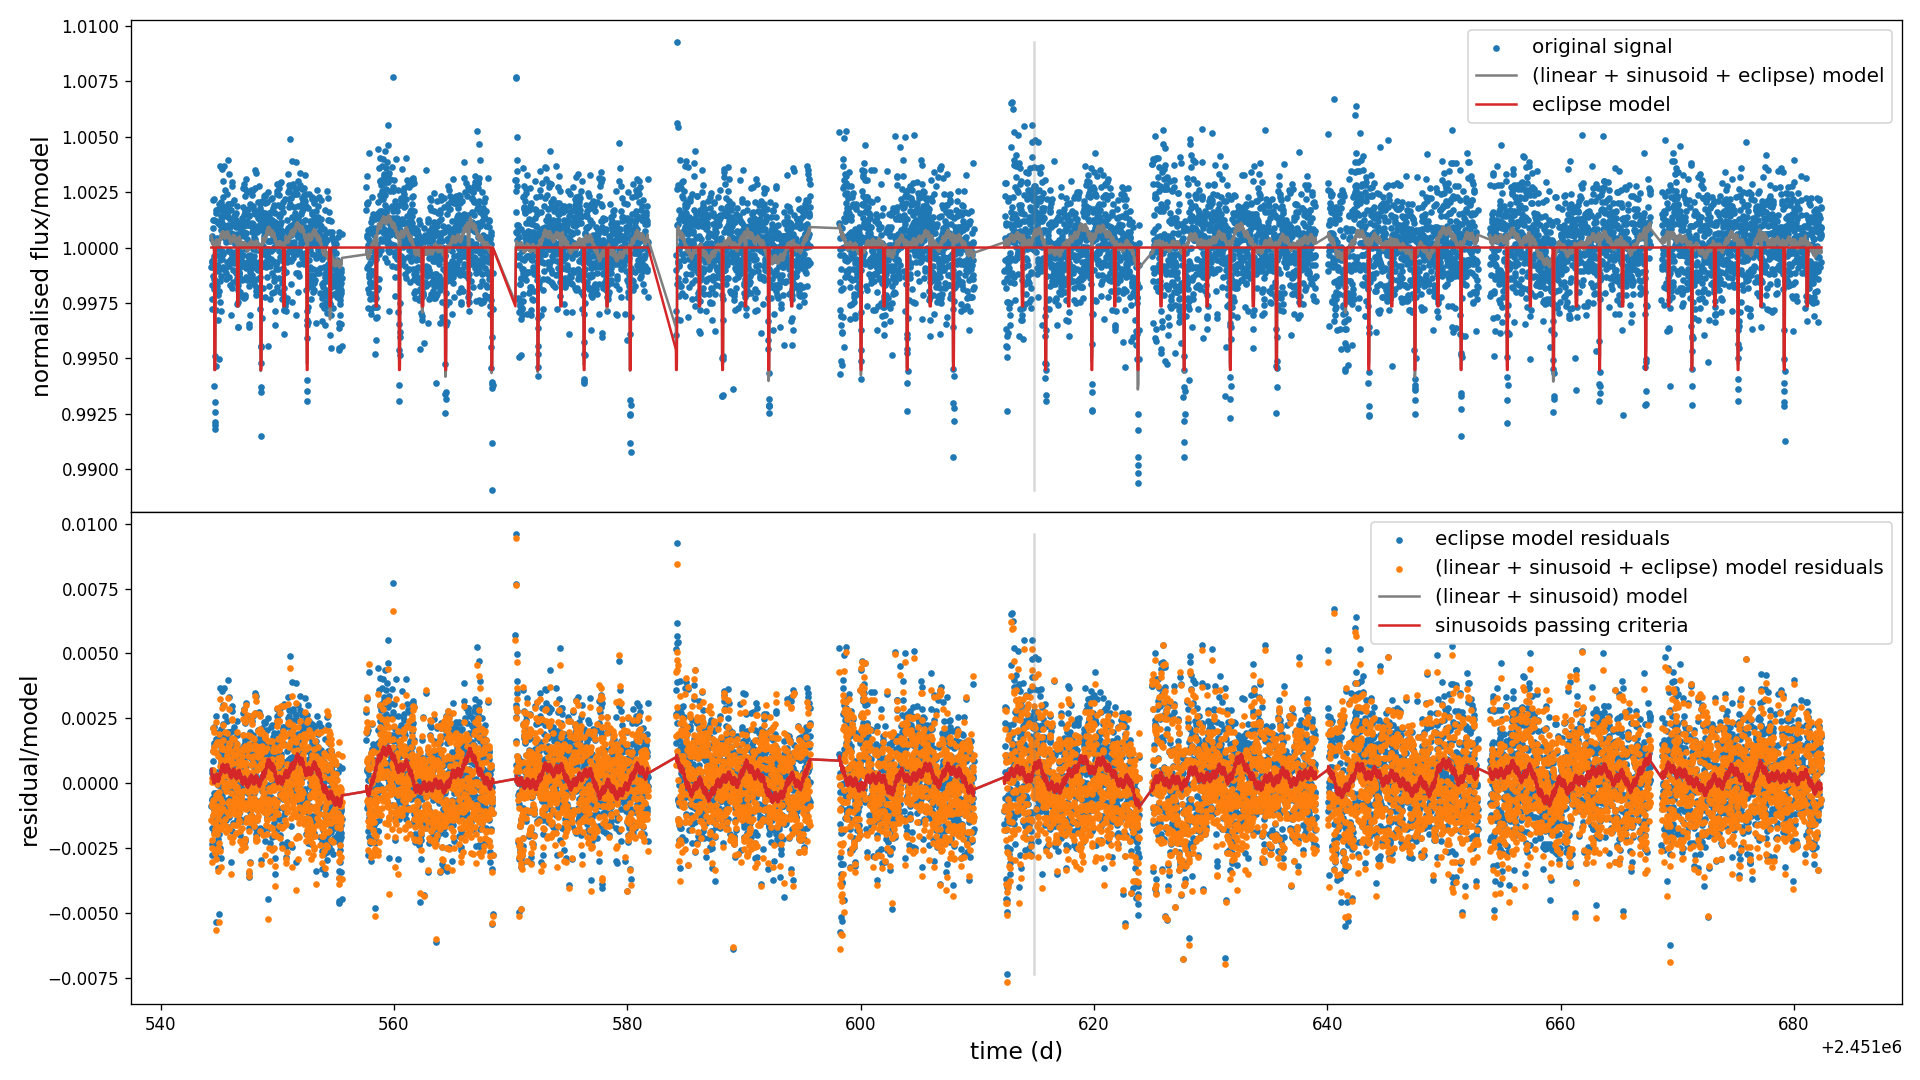 normalised flux/model
1.0100
1.0075
1.0050
1.0025
1.0000
0.9975
0.9950
0.9925
0.9900
original signal
(linear + sinusoid + eclipse) model
eclipse model
residual/model
0.0100
0.0075
0.0050
0.0025
0.0000
−0.0025
−0.0050
−0.0075
eclipse model residuals
(linear + sinusoid + eclipse) model residuals
(linear + sinusoid) model
sinusoids passing criteria
540 560 580 600 620 640 660 680
time (d)
+2.451e6